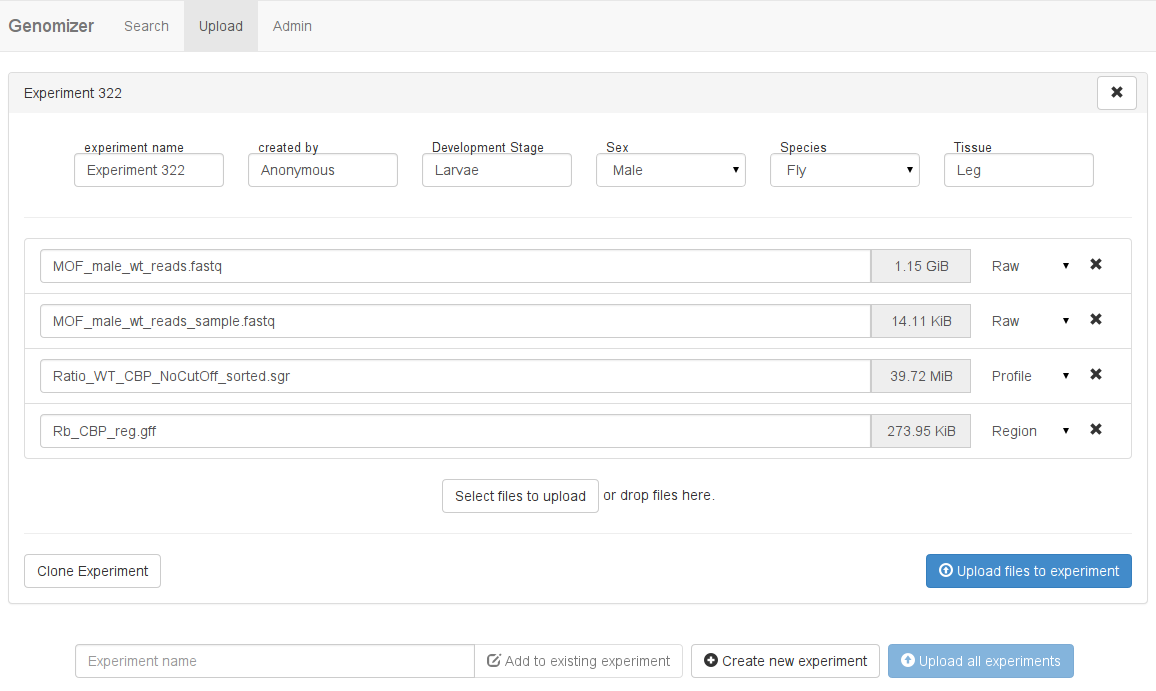 Genomizer Search Upload Admin
Experiment 322
experiment name created by Development Stage Sex Species Tissue
Experiment 322 Anonymous Larvae Male Fly Leg
MOF_male_wt_reads.fastq 1.15 GiB Raw
MOF_male_wt_reads_sample.fastq 14.11 KiB Raw
Ratio_WT_CBP_NoCutOff_sorted.sgr 39.72 MiB Profile
Rb_CBP_reg.gff 273.95 KiB Region
Select files to upload or drop files here.
Clone Experiment Upload files to experiment
Experiment name Add to existing experiment Create new experiment Upload all experiments